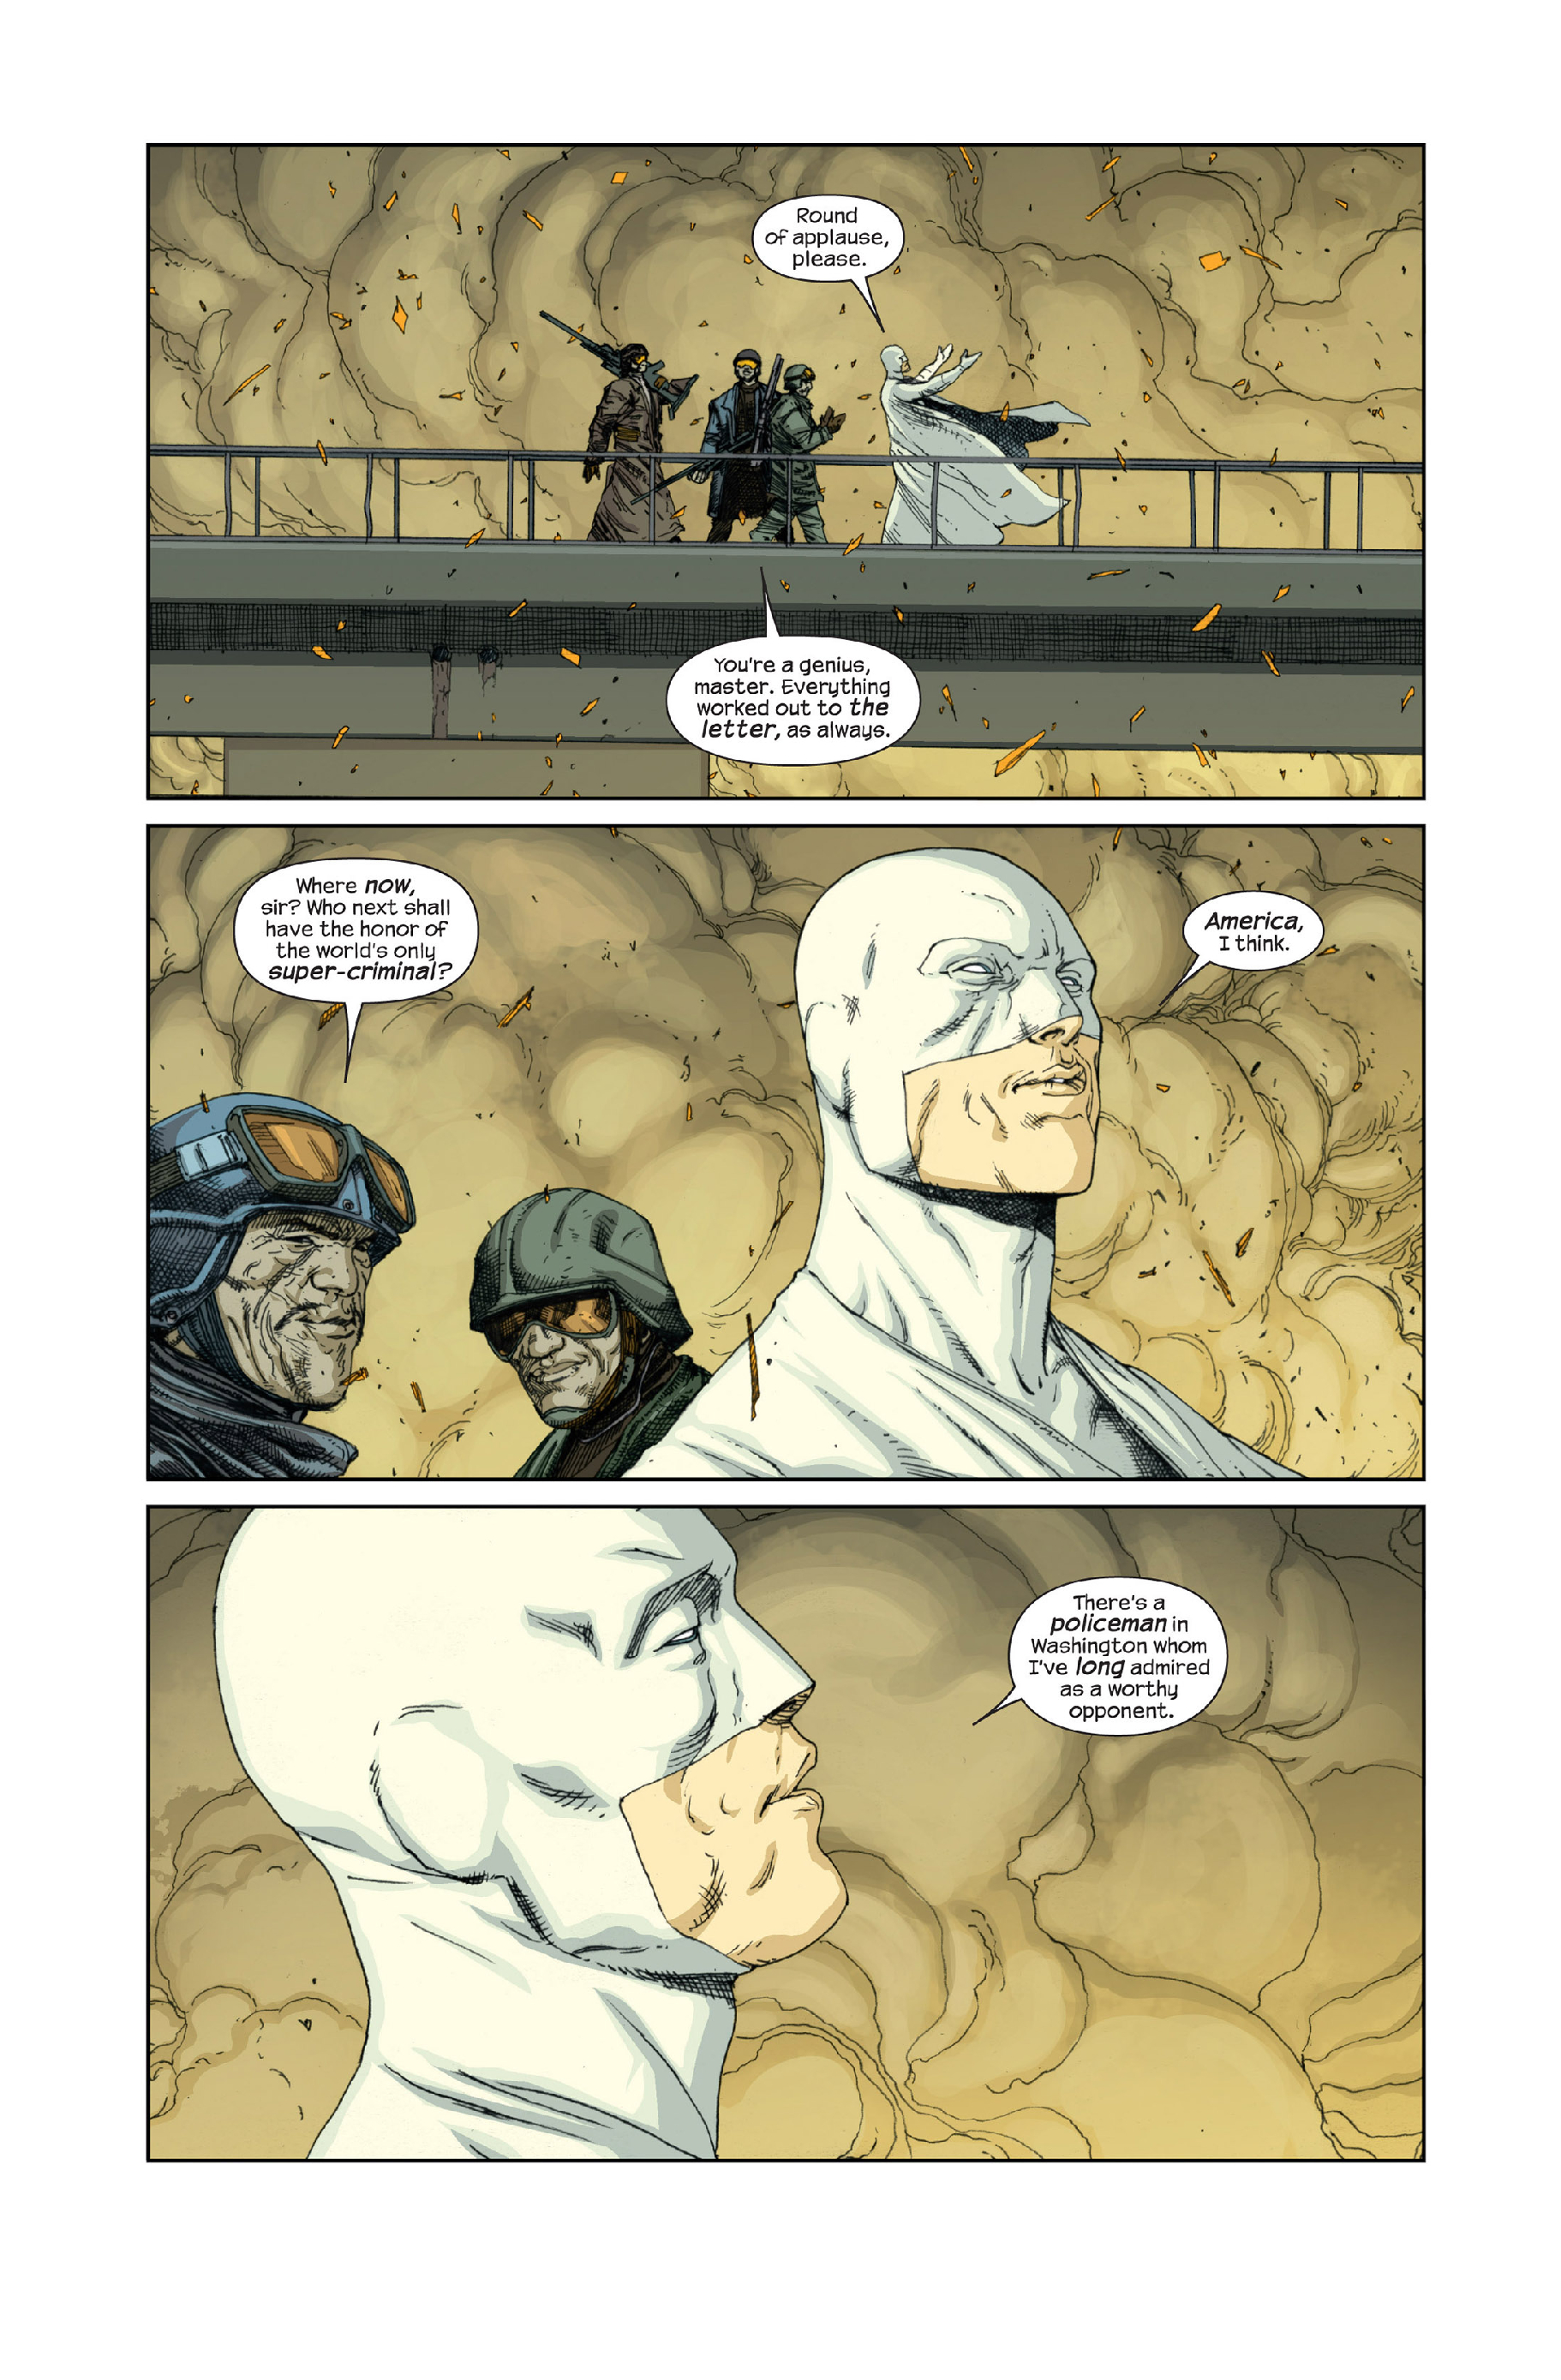 Round
of applause,
please.
You're a genius,
master. Everything
worked out to the
letter, as always.
Where now,
sir? Who next shall
have the honor of
the world's only
super-criminal?
America,
I think.
There's a
policeman in
Washington whom
I've long admired
as a worthy
opponent.